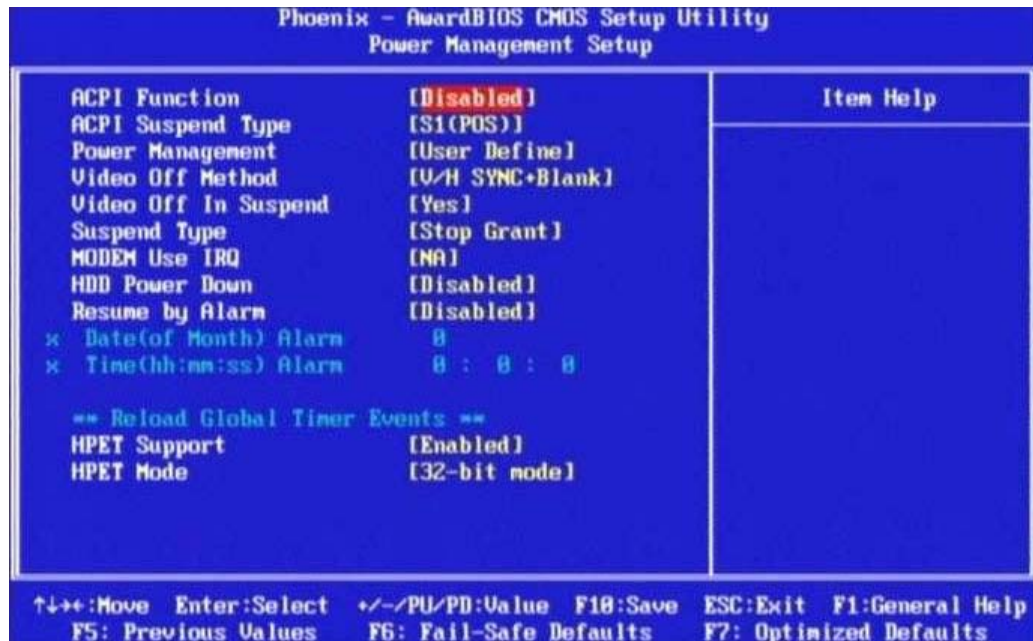 Phoenix - AwardBIOS CMOS Setup Utility
Power Management Setup
ACPI Function [Disabled]
Item Help
ACPI Suspend Type [S1(POS)]
Power Management [User Define]
Video Off Method [V/H SYNC+Blank]
Video Off In Suspend [Yes]
Suspend Type [Stop Grant]
MODEM Use IRQ [NA]
HDD Power Down [Disabled]
Resume by Alarm [Disabled]
x Date(of Month) Alarm 0
x Time(hh:mm:ss) Alarm 0 : 0 : 0
== Reload Global Timer Events ==
HPET Support [Enabled]
HPET Mode [32-bit mode]
↑↓→←:Move Enter:Select +/-/PU/PD:Value F10:Save ESC:Exit F1:General Help
F5: Previous Values F6: Fail-Safe Defaults F7: Optimized Defaults